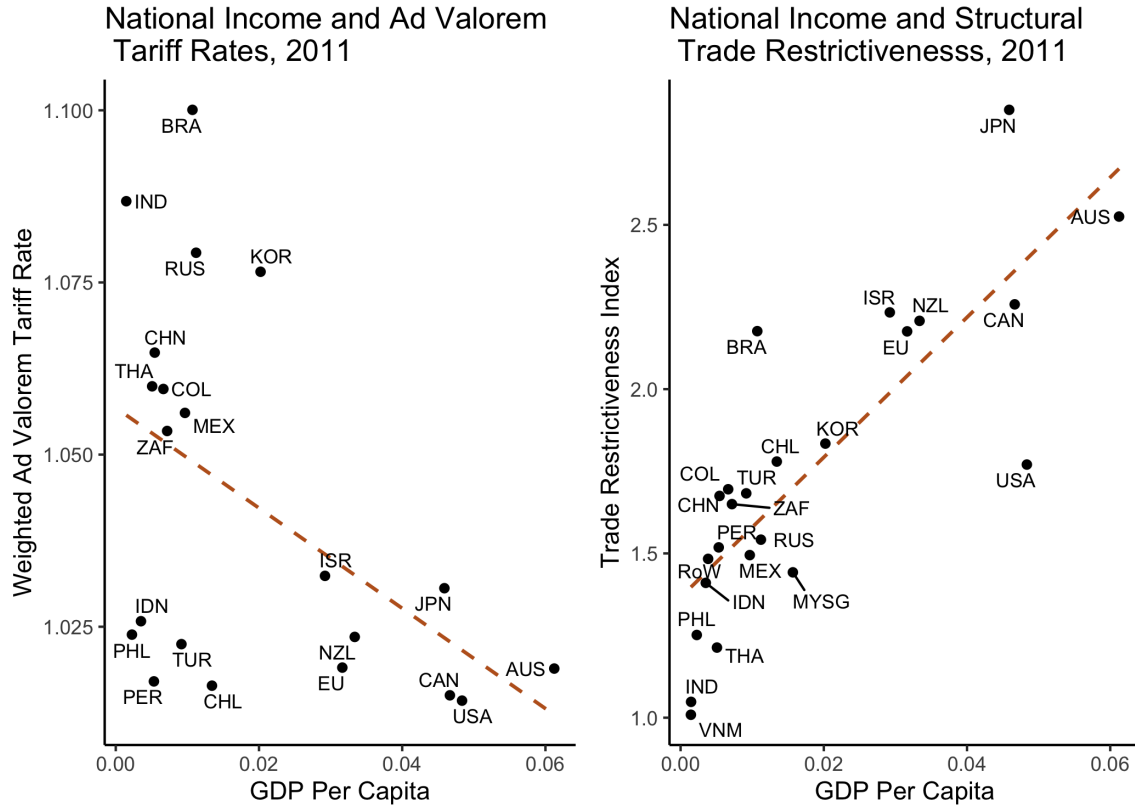 National Income and Ad Valorem
Tariff Rates, 2011
Weighted Ad Valorem Tariff Rate
1.100
1.075
1.050
1.025
BRA
IND
RUS
KOR
CHN
THA
COL
MEX
ZAF
ISR
JPN
IDN
PHL
TUR
NZL
EU
PER
CHL
CAN
AUS
USA
0.00
0.02
0.04
0.06
GDP Per Capita
National Income and Structural
Trade Restrictivenesss, 2011
Trade Restrictiveness Index
2.5
2.0
1.5
1.0
JPN
AUS
ISR
NZL
CAN
BRA
EU
KOR
CHL
USA
COL
TUR
CHN
ZAF
PER
RUS
RoW
MEX
IDN
MYSG
PHL
THA
IND
VNM
0.00
0.02
0.04
0.06
GDP Per Capita